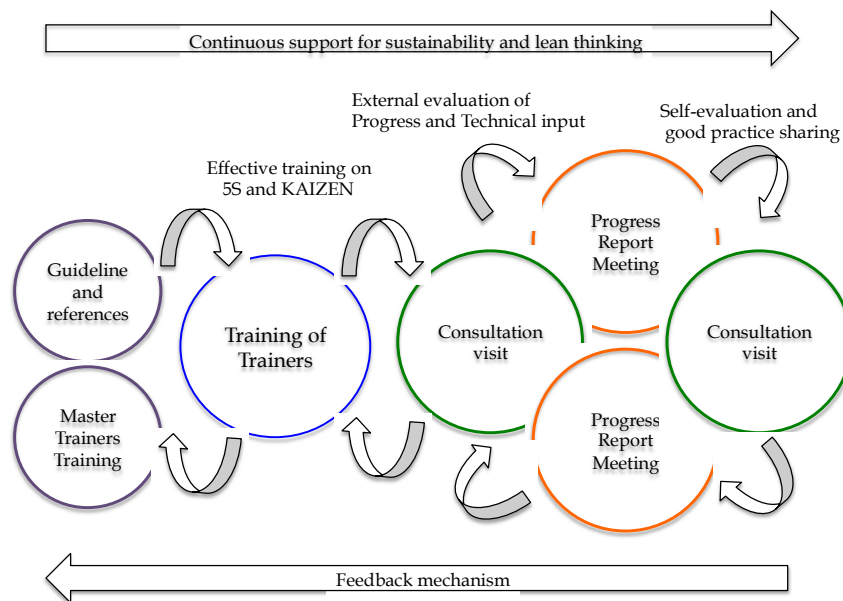 Continuous support for sustainability and lean thinking
External evaluation of
Progress and Technical input
Self-evaluation and
good practice sharing
Effective training on
5S and KAIZEN
Guideline
and
references
Training of
Trainers
Consultation
visit
Progress
Report
Meeting
Consultation
visit
Master
Trainers
Training
Progress
Report
Meeting
Feedback mechanism